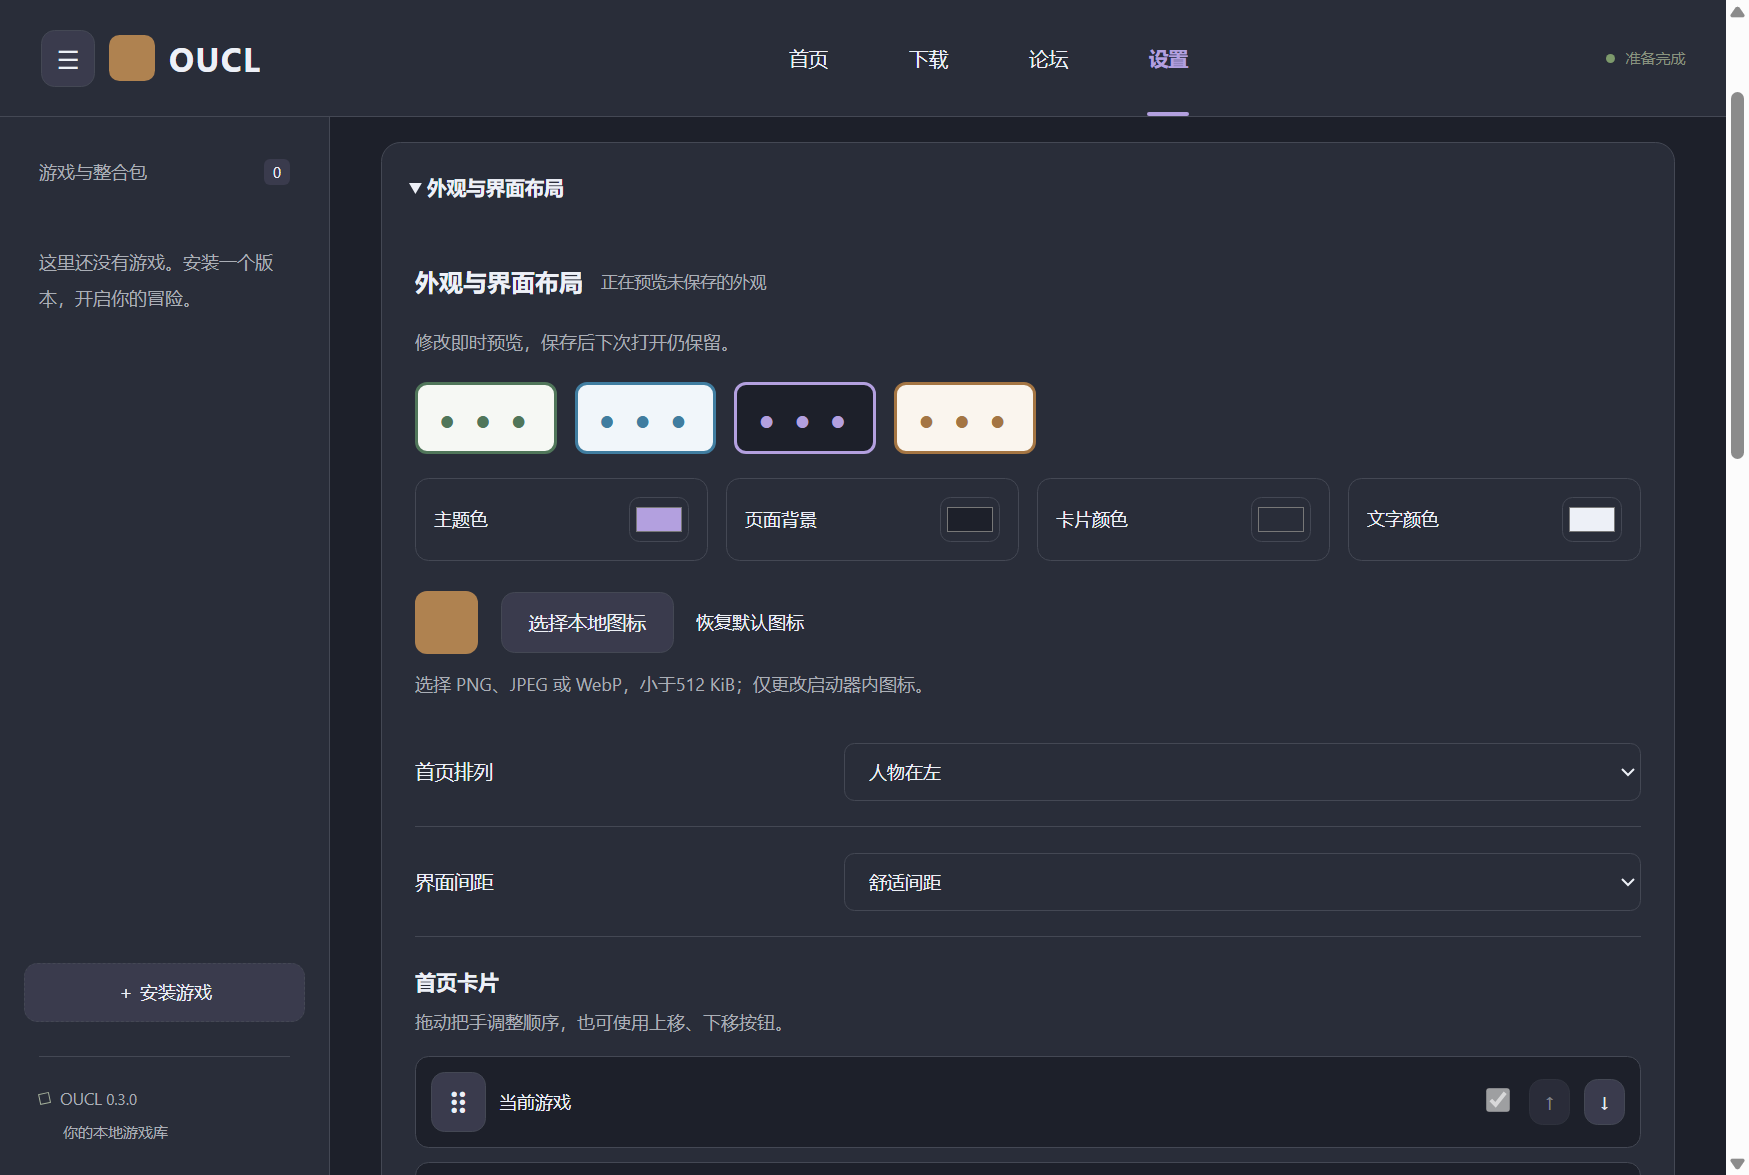 ☰ OUCL
首页
下载
论坛
设置
准备完成
游戏与整合包
0
这里还没有游戏。安装一个版
本，开启你的冒险。
+ 安装游戏
OUCL 0.3.0
你的本地游戏库
▼外观与界面布局
外观与界面布局 正在预览未保存的外观
修改即时预览，保存后下次打开仍保留。
主题色
页面背景
卡片颜色
文字颜色
选择本地图标
恢复默认图标
选择 PNG、JPEG 或 WebP，小于512 KiB；仅更改启动器内图标。
首页排列
人物在左
界面间距
舒适间距
首页卡片
拖动把手调整顺序，也可使用上移、下移按钮。
当前游戏
↑
↓